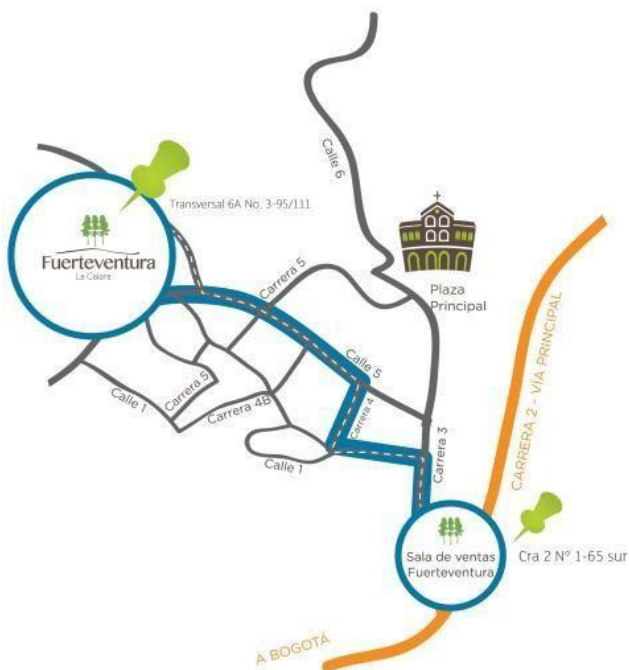 Calle 6
Transversal 6A No. 3-95/111
Fuerteventura
La Calera
Plaza
Principal
Carrera 5
CARRERA 2 - VÍA PRINCIPAL
Calle 5
Carrera 5
Calle 1
Carrera 4B
Carrera 4
Carrera 3
Calle 1
Sala de ventas
Fuerteventura
Cra 2 N° 1-65 sur
A BOGOTÁ